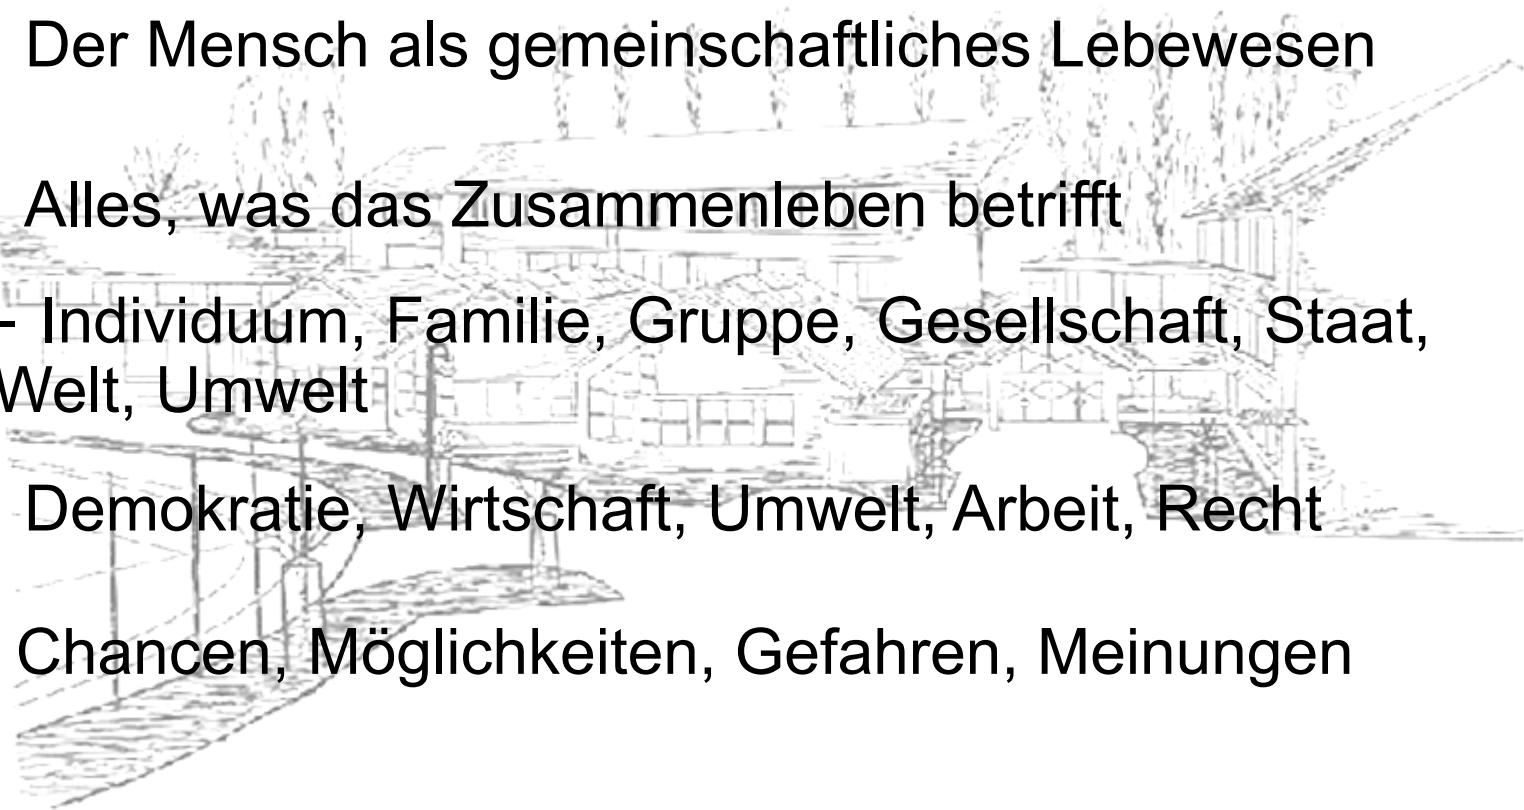 Der Mensch als gemeinschaftliches Lebewesen
Alles, was das Zusammenleben betrifft
- Individuum, Familie, Gruppe, Gesellschaft, Staat,
Welt, Umwelt
Demokratie, Wirtschaft, Umwelt, Arbeit, Recht
Chancen, Möglichkeiten, Gefahren, Meinungen